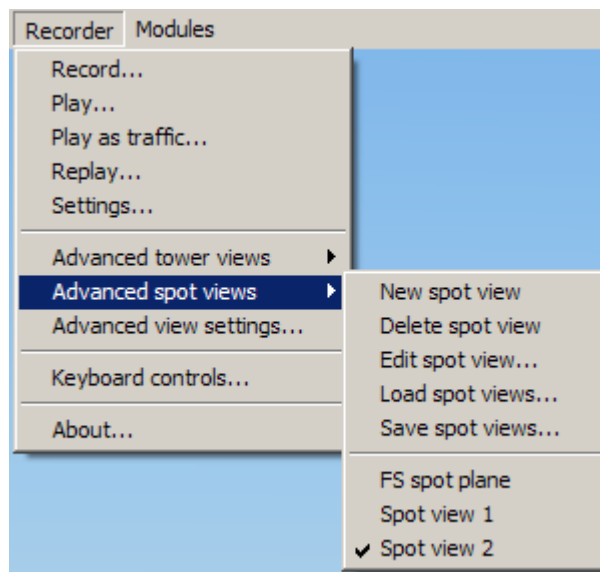 Recorder Modules
Record...
Play...
Play as traffic...
Replay...
Settings...
Advanced tower views
Advanced spot views
Advanced view settings...
Keyboard controls...
About...
New spot view
Delete spot view
Edit spot view...
Load spot views...
Save spot views...
FS spot plane
Spot view 1
Spot view 2